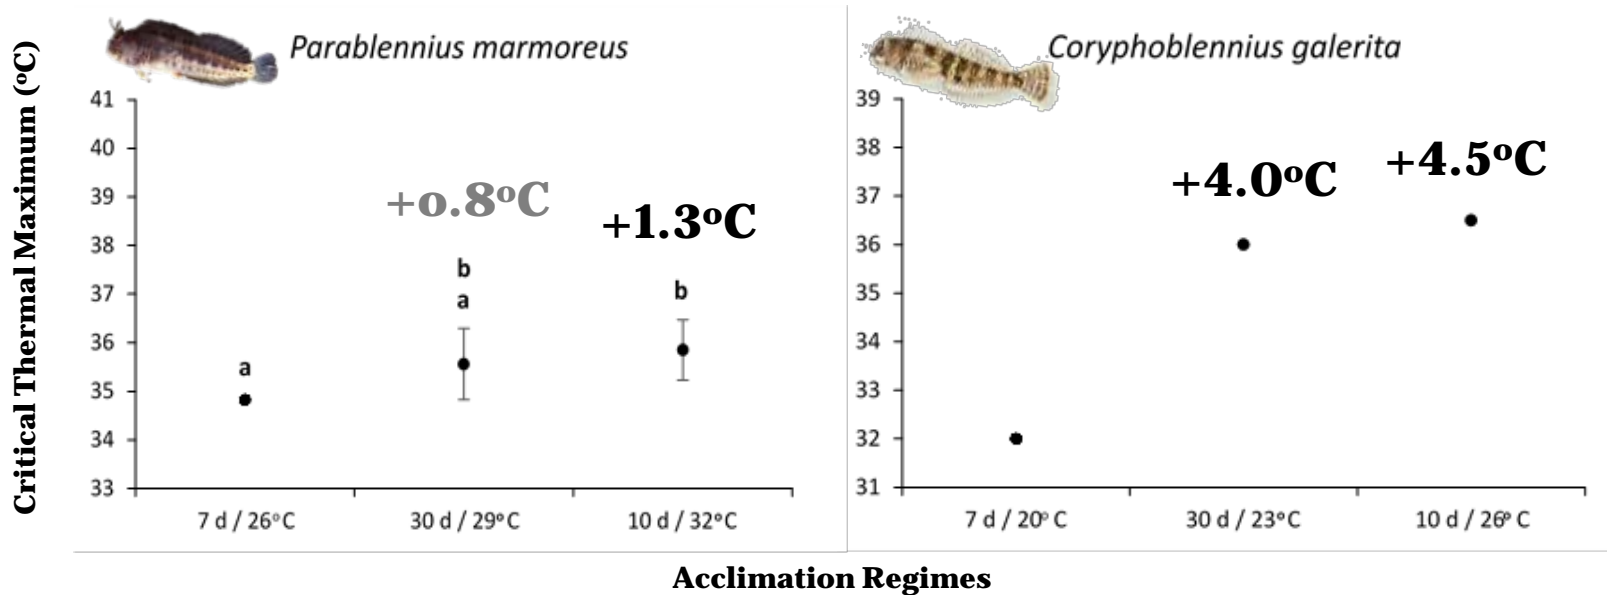 Critical Thermal Maximum (ºC)
Parablennius marmoreus
41
40
39
38
37
36
35
34
33
+0.8ºC
+1.3ºC
a
b
a
b
7 d / 26ºC
30 d / 29ºC
10 d / 32ºC
Coryphoblennius galerita
39
38
37
36
35
34
33
32
31
+4.0ºC
+4.5ºC
7 d / 20º C
30 d / 23ºC
10 d / 26º C
Acclimation Regimes